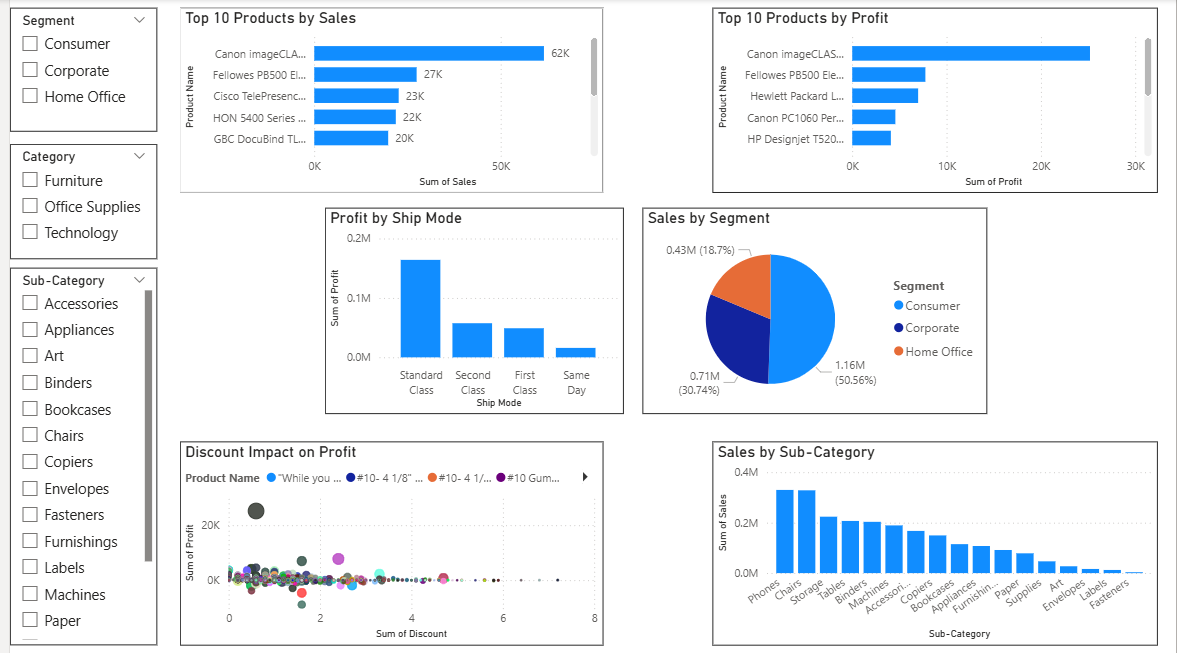 Segment
Consumer
Corporate
Home Office
Category
Furniture
Office Supplies
Technology
Sub-Category
Accessories
Appliances
Art
Binders
Bookcases
Chairs
Copiers
Envelopes
Fasteners
Furnishings
Labels
Machines
Paper
Top 10 Products by Sales
Product Name
Canon imageCLA... 62K
Fellowes PB500 El... 27K
Cisco TelePresenc... 23K
HON 5400 Series ... 22K
GBC DocuBind TL... 20K
0K 50K
Sum of Sales
Top 10 Products by Profit
Product Name
Canon imageCLAS...
Fellowes PB500 Ele...
Hewlett Packard L...
Canon PC1060 Per...
HP Designjet T520...
0K 10K 20K 30K
Sum of Profit
Profit by Ship Mode
Sum of Profit
0.2M
0.1M
0.0M
Standard Class
Second Class
First Class
Same Day
Ship Mode
Sales by Segment
0.43M (18.7%)
0.71M
(30.74%)
1.16M
(50.56%)
Segment
Consumer
Corporate
Home Office
Discount Impact on Profit
Product Name "While you ... #10- 4 1/8" ... #10- 4 1/... #10 Gum...
Sum of Profit
20K
0K
0 2 4 6 8
Sum of Discount
Sales by Sub-Category
Sum of Sales
0.4M
0.2M
0.0M
Phones
Chairs
Storage
Tables
Binders
Machines
Accessori...
Copiers
Bookcases
Appliances
Furnishin...
Paper
Supplies
Art
Envelopes
Labels
Fasteners
Sub-Category